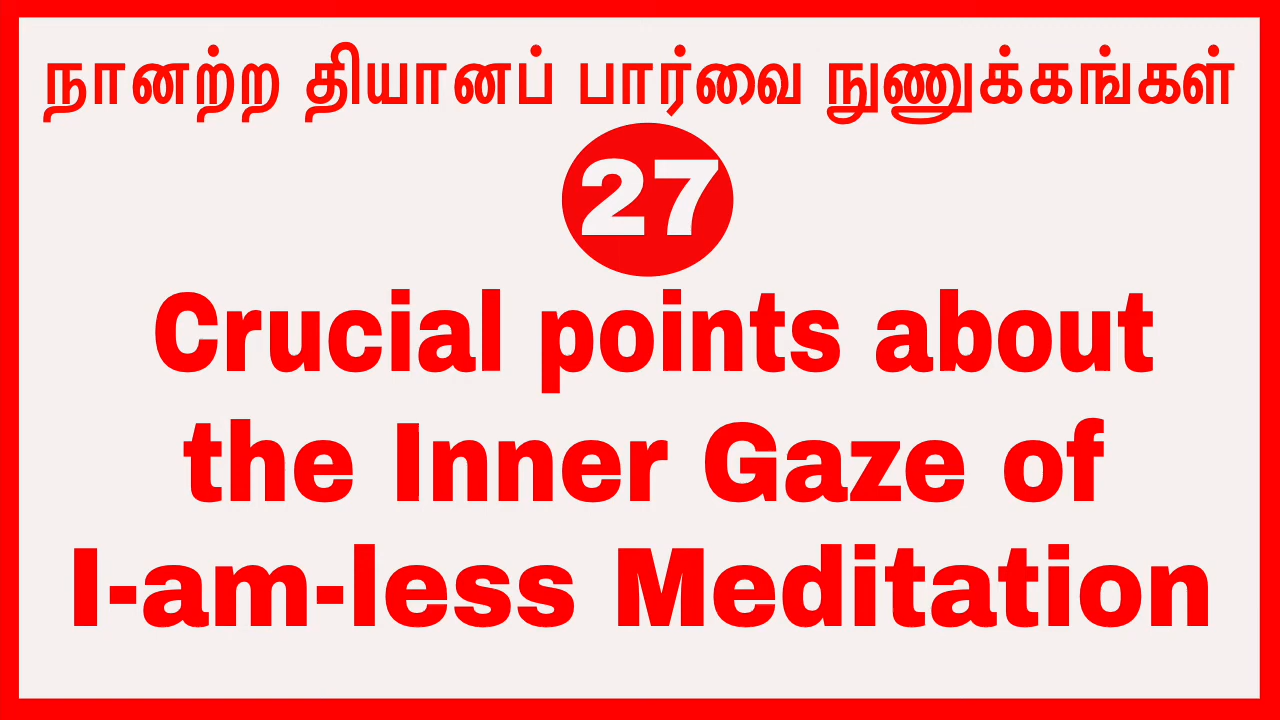 நானற்ற தியானப் பார்வை நுணுக்கங்கள்
27
Crucial points about
the Inner Gaze of
I-am-less Meditation